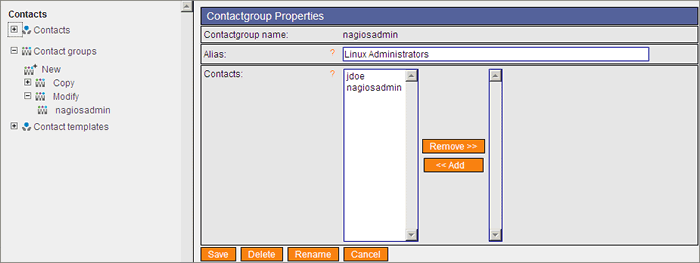 Contacts
Contacts
Contact groups
New
Copy
Modify
nagiosadmin
Contact templates
Contactgroup Properties
Contactgroup name: nagiosadmin
Alias: ? Linux Administrators
Contacts: ?
jdoe
nagiosadmin
Remove >>
<< Add
Save Delete Rename Cancel